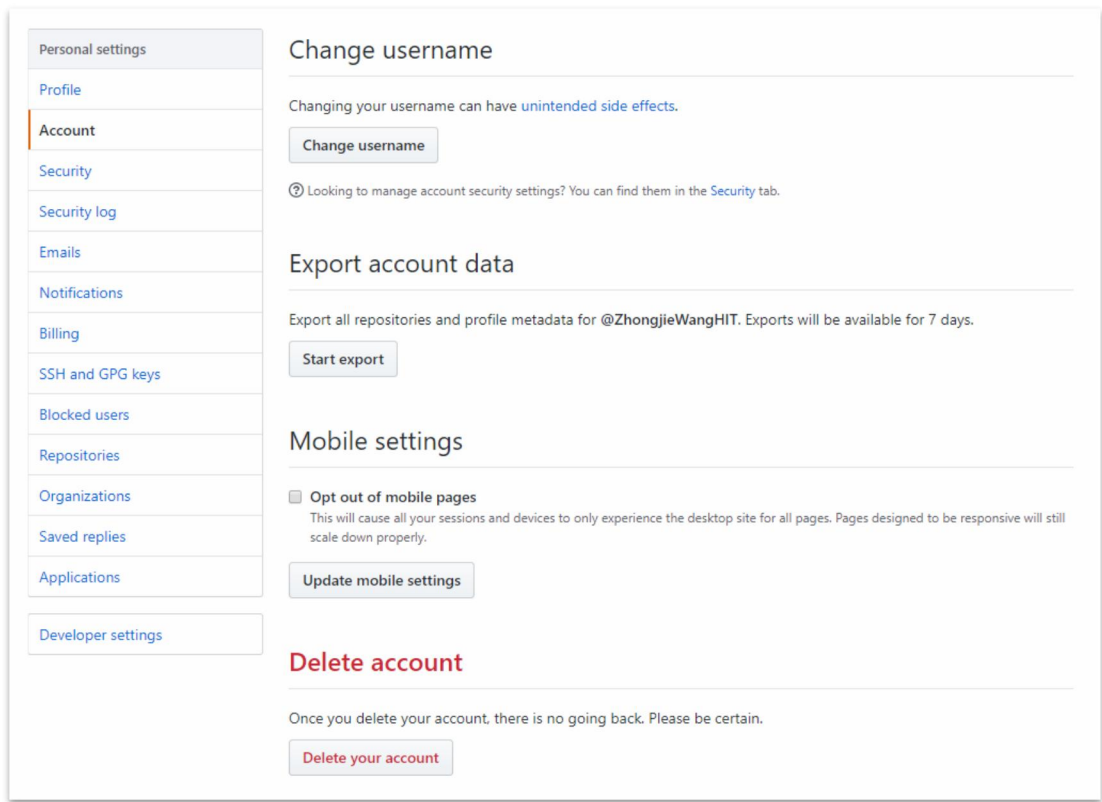 Personal settings
Profile
Account
Security
Security log
Emails
Notifications
Billing
SSH and GPG keys
Blocked users
Repositories
Organizations
Saved replies
Applications
Developer settings
Change username
Changing your username can have unintended side effects.
Change username
? Looking to manage account security settings? You can find them in the Security tab.
Export account data
Export all repositories and profile metadata for @ZhongjieWangHIT. Exports will be available for 7 days.
Start export
Mobile settings
Opt out of mobile pages
This will cause all your sessions and devices to only experience the desktop site for all pages. Pages designed to be responsive will still
scale down properly.
Update mobile settings
Delete account
Once you delete your account, there is no going back. Please be certain.
Delete your account